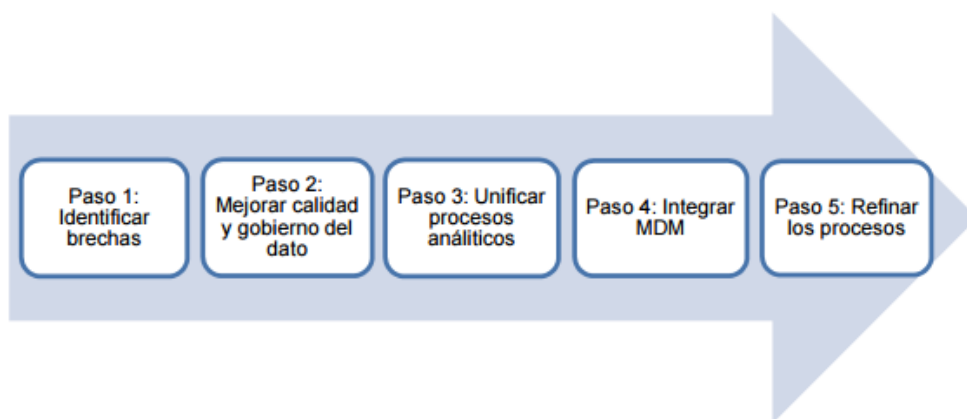 Paso 1:
Identificar
brechas
Paso 2:
Mejorar calidad
y gobierno del
dato
Paso 3: Unificar
procesos
análiticos
Paso 4: Integrar
MDM
Paso 5: Refinar
los procesos